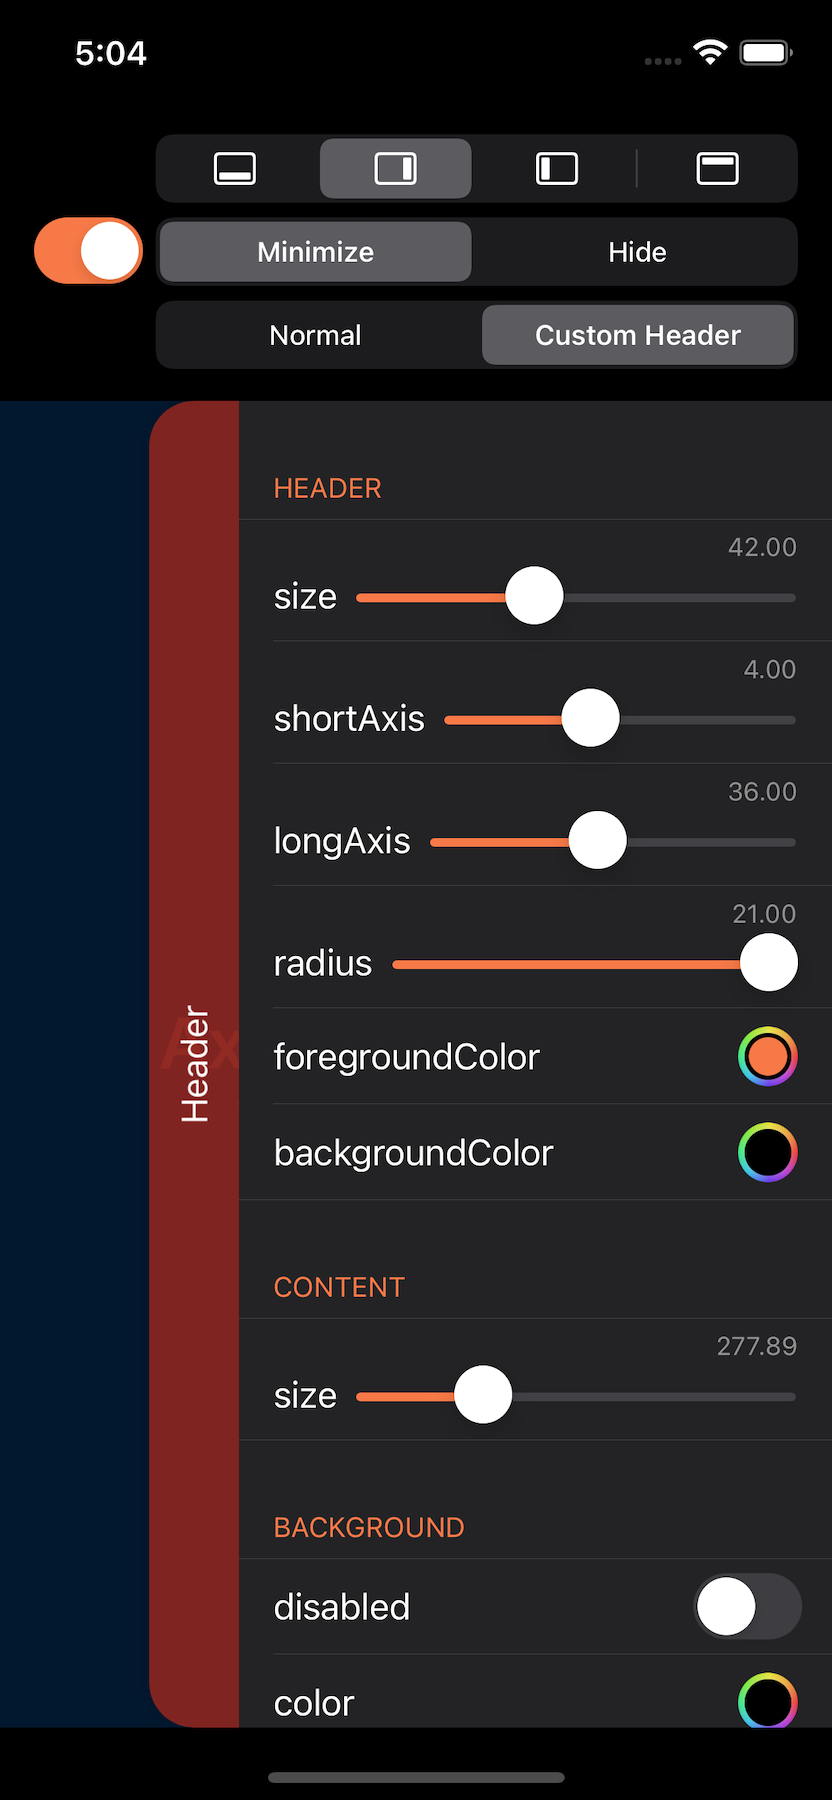 5:04
Minimize
Hide
Normal
Custom Header
Header
HEADER
42.00
size
4.00
shortAxis
36.00
longAxis
21.00
radius
foregroundColor
backgroundColor
CONTENT
277.89
size
BACKGROUND
disabled
color